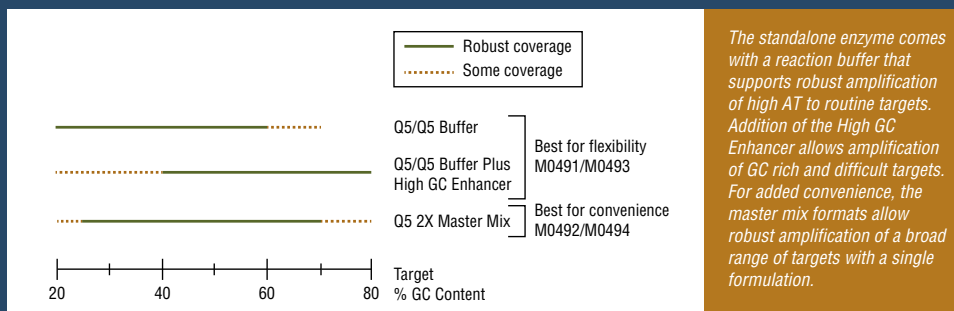 Robust coverage
Some coverage
Q5/Q5 Buffer
Q5/Q5 Buffer Plus
High GC Enhancer
Best for flexibility
M0491/M0493
Q5 2X Master Mix
Best for convenience
M0492/M0494
20
40
60
80
Target
% GC Content
The standalone enzyme comes
with a reaction buffer that
supports robust amplification
of high AT to routine targets.
Addition of the High GC
Enhancer allows amplification
of GC rich and difficult targets.
For added convenience, the
master mix formats allow
robust amplification of a broad
range of targets with a single
formulation.